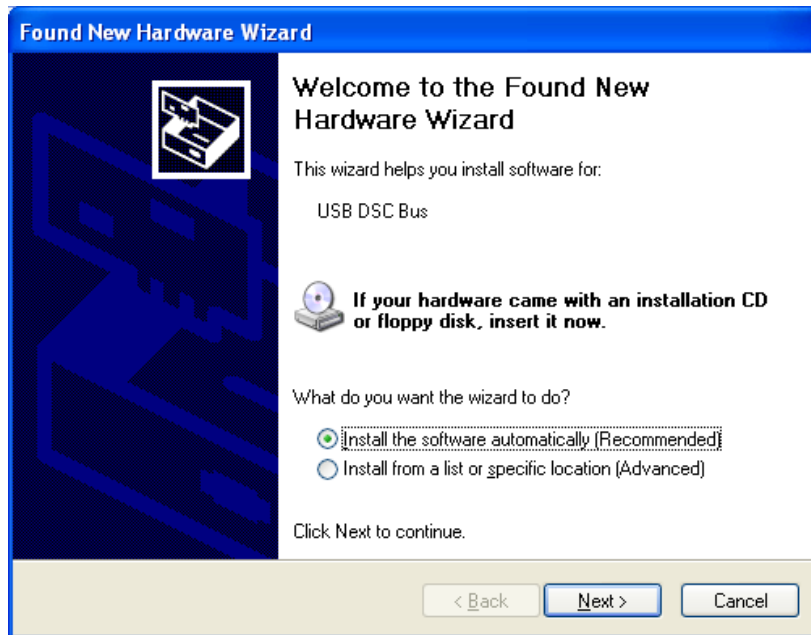 Found New Hardware Wizard
Welcome to the Found New
Hardware Wizard
This wizard helps you install software for:
USB DSC Bus
If your hardware came with an installation CD
or floppy disk, insert it now.
What do you want the wizard to do?
Install the software automatically (Recommended)
Install from a list or specific location (Advanced)
Click Next to continue.
< Back Next > Cancel